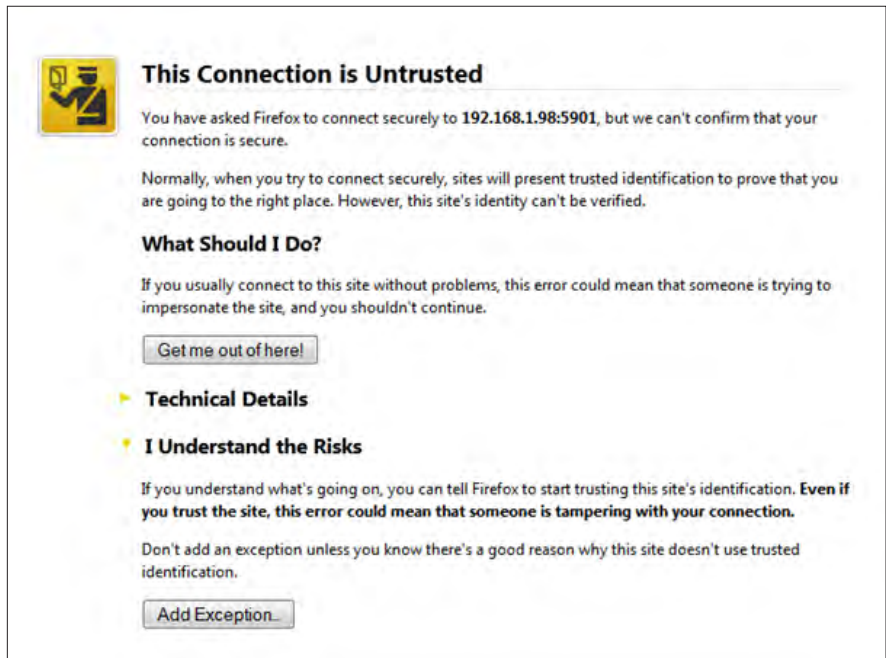 This Connection is Untrusted
You have asked Firefox to connect securely to 192.168.1.98:5901, but we can't confirm that your
connection is secure.
Normally, when you try to connect securely, sites will present trusted identification to prove that you
are going to the right place. However, this site's identity can't be verified.
What Should I Do?
If you usually connect to this site without problems, this error could mean that someone is trying to
impersonate the site, and you shouldn't continue.
Get me out of here!
Technical Details
I Understand the Risks
If you understand what's going on, you can tell Firefox to start trusting this site's identification. Even if
you trust the site, this error could mean that someone is tampering with your connection.
Don't add an exception unless you know there's a good reason why this site doesn't use trusted
identification.
Add Exception...